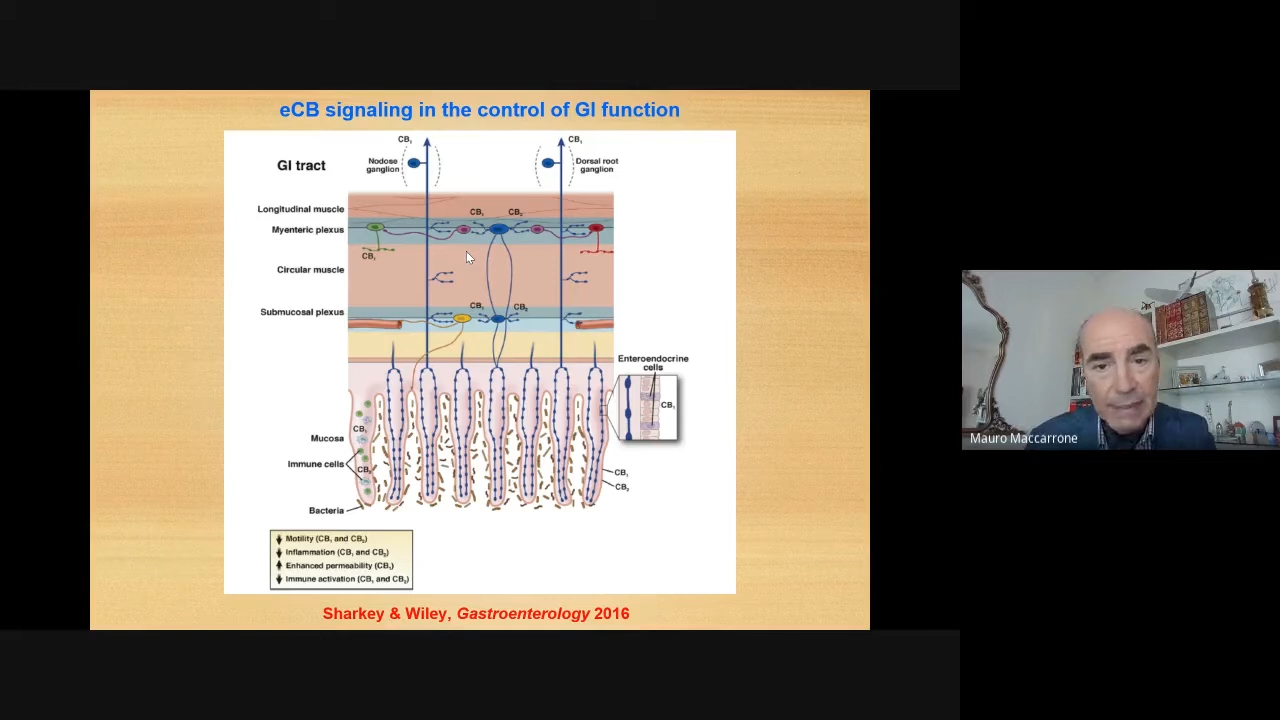 eCB signaling in the control of GI function
GI tract
CB₁
Nodose
ganglion
CB₁
Dorsal root
ganglion
Longitudinal muscle
CB₁
CB₂
Myenteric plexus
CB₁
Circular muscle
Submucosal plexus
CB₁
CB₂
Enteroendocrine
cells
CB₁
CB₁
Mucosa
Immune cells
CB₂
CB₁
CB₂
Bacteria
Motility (CB₁ and CB₂)
Inflammation (CB₁ and CB₂)
Enhanced permeability (CB₁)
Immune activation (CB₁ and CB₂)
Sharkey & Wiley, Gastroenterology 2016
Mauro Maccarrone